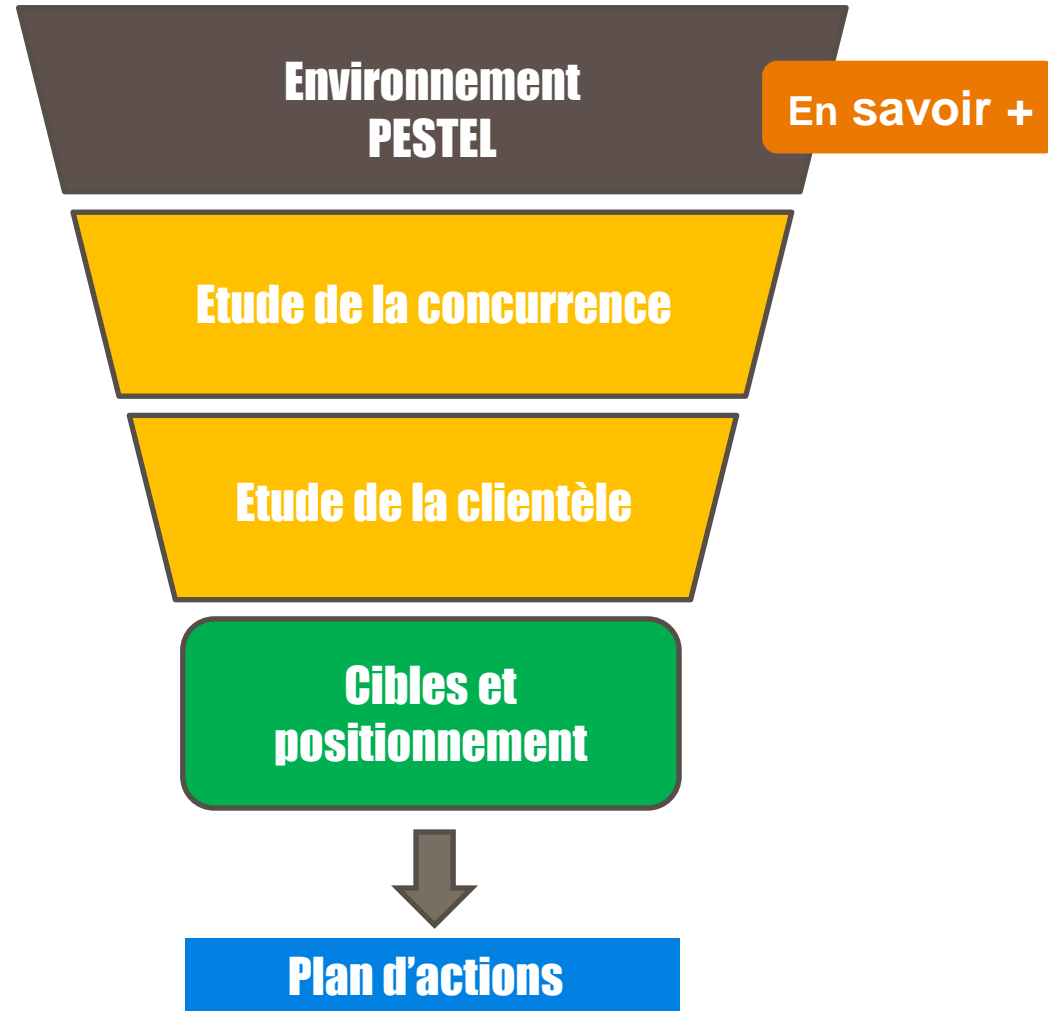 Environnement
PESTEL
En savoir +
Etude de la concurrence
Etude de la clientèle
Cibles et
positionnement
Plan d’actions